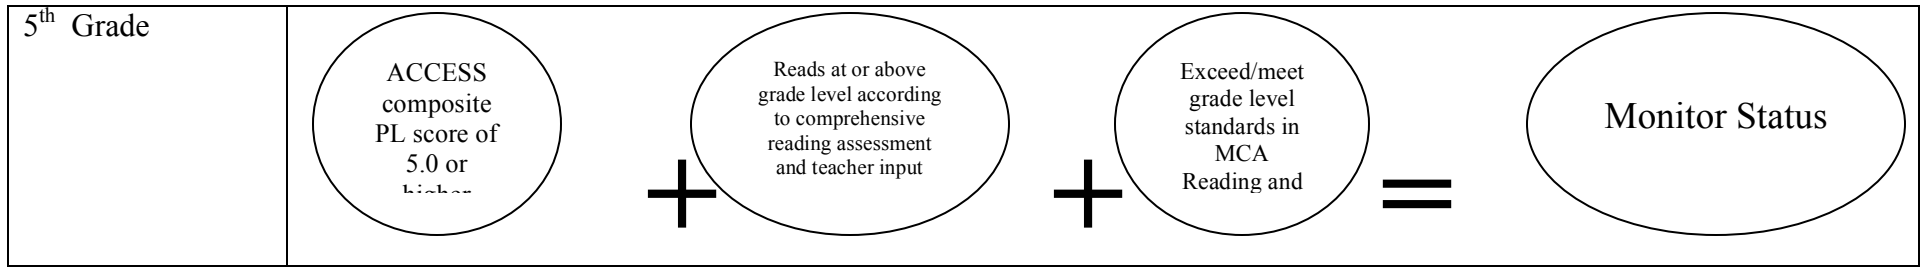 5th Grade
ACCESS
composite
PL score of
5.0 or
higher
+
Reads at or above
grade level according
to comprehensive
reading assessment
and teacher input
+
Exceed/meet
grade level
standards in
MCA
Reading and
=
Monitor Status